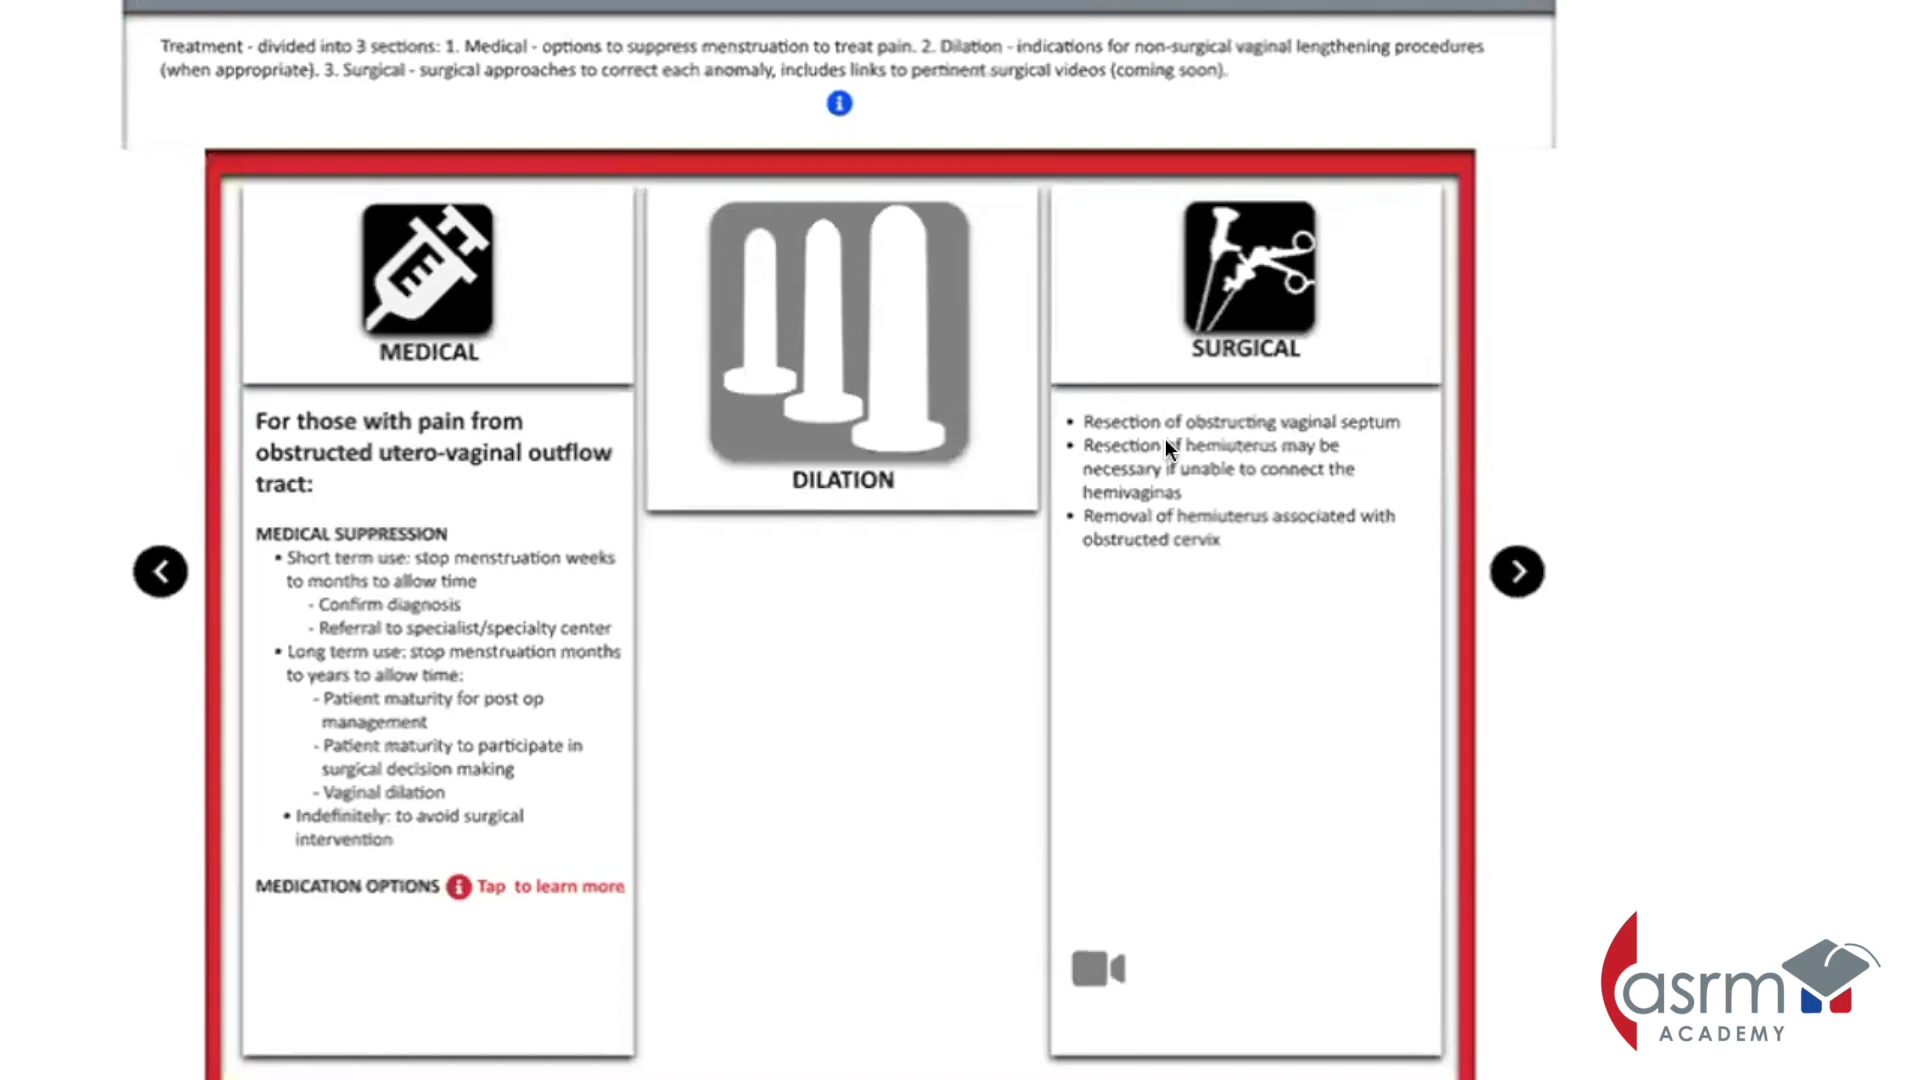 Treatment - divided into 3 sections: 1. Medical - options to suppress menstruation to treat pain. 2. Dilation - indications for non-surgical vaginal lengthening procedures
(when appropriate). 3. Surgical - surgical approaches to correct each anomaly, includes links to pertinent surgical videos (coming soon).
i
MEDICAL
For those with pain from
obstructed utero-vaginal outflow
tract:
MEDICAL SUPPRESSION
• Short term use: stop menstruation weeks
to months to allow time
- Confirm diagnosis
- Referral to specialist/specialty center
• Long term use: stop menstruation months
to years to allow time:
- Patient maturity for post op
management
- Patient maturity to participate in
surgical decision making
- Vaginal dilation
• Indefinitely: to avoid surgical
intervention
MEDICATION OPTIONS i Tap to learn more
DILATION
SURGICAL
• Resection of obstructing vaginal septum
• Resection of hemiuterus may be
necessary if unable to connect the
hemivaginas
• Removal of hemiuterus associated with
obstructed cervix
asrm
ACADEMY